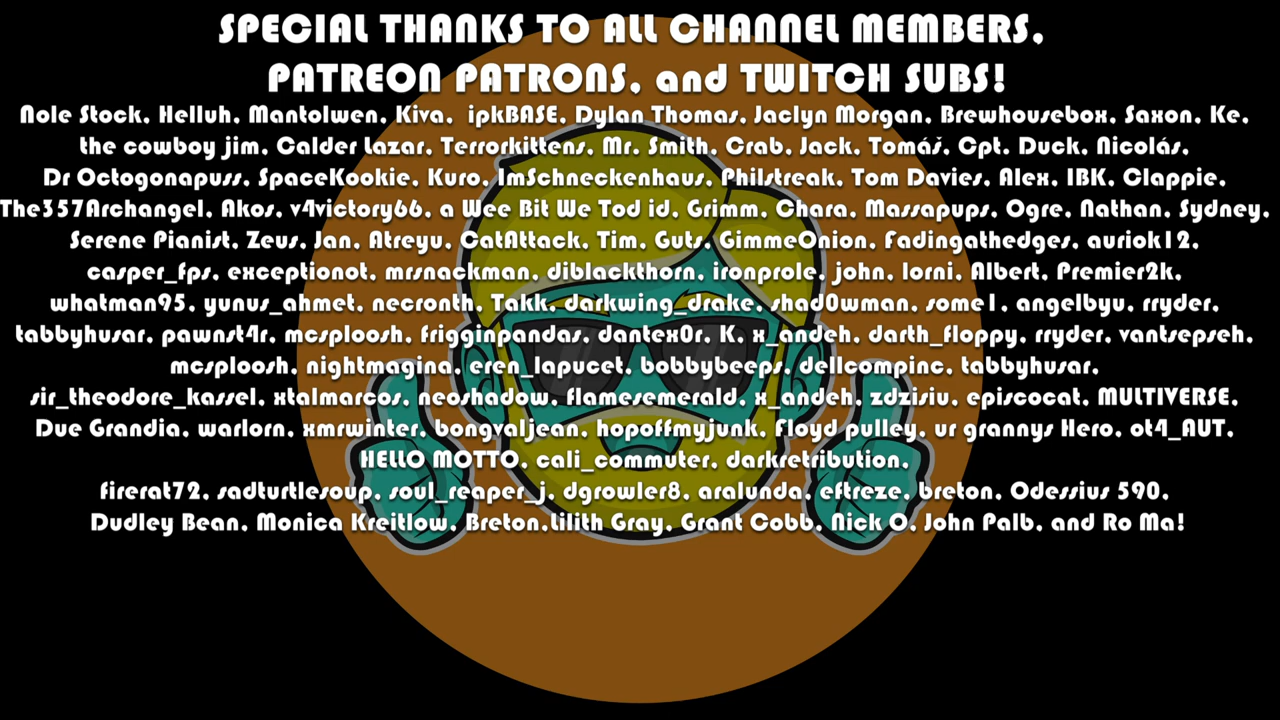 SPECIAL THANKS TO ALL CHANNEL MEMBERS,
PATREON PATRONS, and TWITCH SUBS!
Nole Stock, Helluh, Mantolwen, Kiva, ipkBASE, Dylan Thomas, Jaclyn Morgan, Brewhousebox, Saxon, Ke,
the cowboy jim, Calder Lazar, Terrorkittens, Mr. Smith, Crab, Jack, Tomáš, Cpt. Duck, Nicolás,
Dr Octogonapuss, SpaceKookie, Kuro, ImSchneckenhaus, Philstreak, Tom Davies, Alex, IBK, Clappie,
The357Archangel, Akos, v4victory66, a Wee Bit We Tod id, Grimm, Chara, Massapups, Ogre, Nathan, Sydney,
Serene Pianist, Zeus, Jan, Atreyu, CatAttack, Tim, Guts, GimmeOnion, Fadingathedges, auriok12,
casper_fps, exceptionot, mrsnackman, diblackthorn, ironprole, john, lorni, Albert, Premier2k,
whatman95, yunus_ahmet, necronth, Takk, darkwing_drake, shad0wman, some1, angelbyu, rryder,
tabbyhusar, pawnst4r, mcsploosh, frigginpandas, dantex0r, K, x_andeh, darth_floppy, rryder, vantsepseh,
mcsploosh, nightmagina, eren_lapucet, bobbybeeps, dellcompinc, tabbyhusar,
sir_theodore_kassel, xtalmarcos, neoshadow, flamesemerald, x_andeh, zdzisiu, episcocat, MULTIVERSE,
Due Grandia, warlorn, xmrwinter, bongvaljean, hopoffmyjunk, Floyd pulley, ur grannys Hero, ot4_AUT,
HELLO MOTTO, cali_commuter, darkretribution,
firerat72, sadturtlesoup, soul_reaper_j, dgrowler8, aralunda, eftreze, breton, Odessius 590,
Dudley Bean, Monica Kreitlow, Breton,Lilith Gray, Grant Cobb, Nick O, John Palb, and Ro Ma!